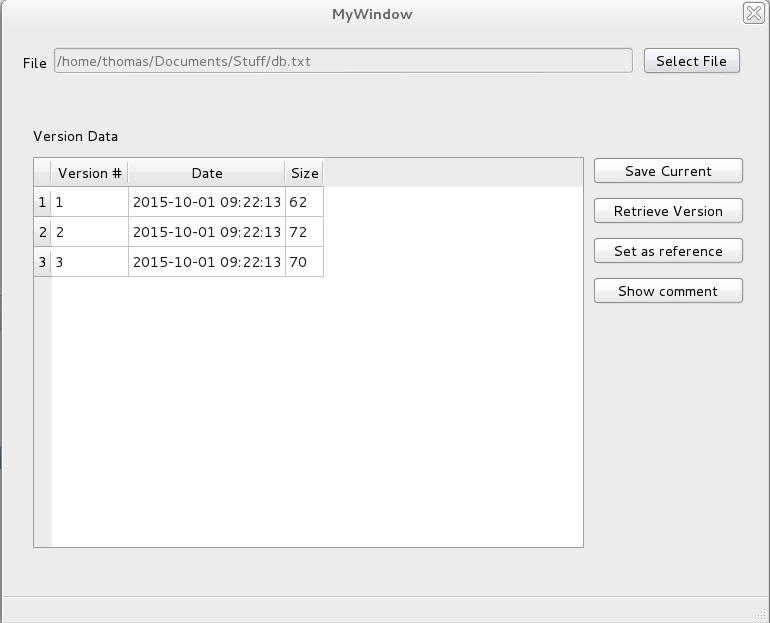 MyWindow
File /home/thomas/Documents/Stuff/db.txt Select File
Version Data
Version # Date Size
1 1 2015-10-01 09:22:13 62
2 2 2015-10-01 09:22:13 72
3 3 2015-10-01 09:22:13 70
Save Current
Retrieve Version
Set as reference
Show comment